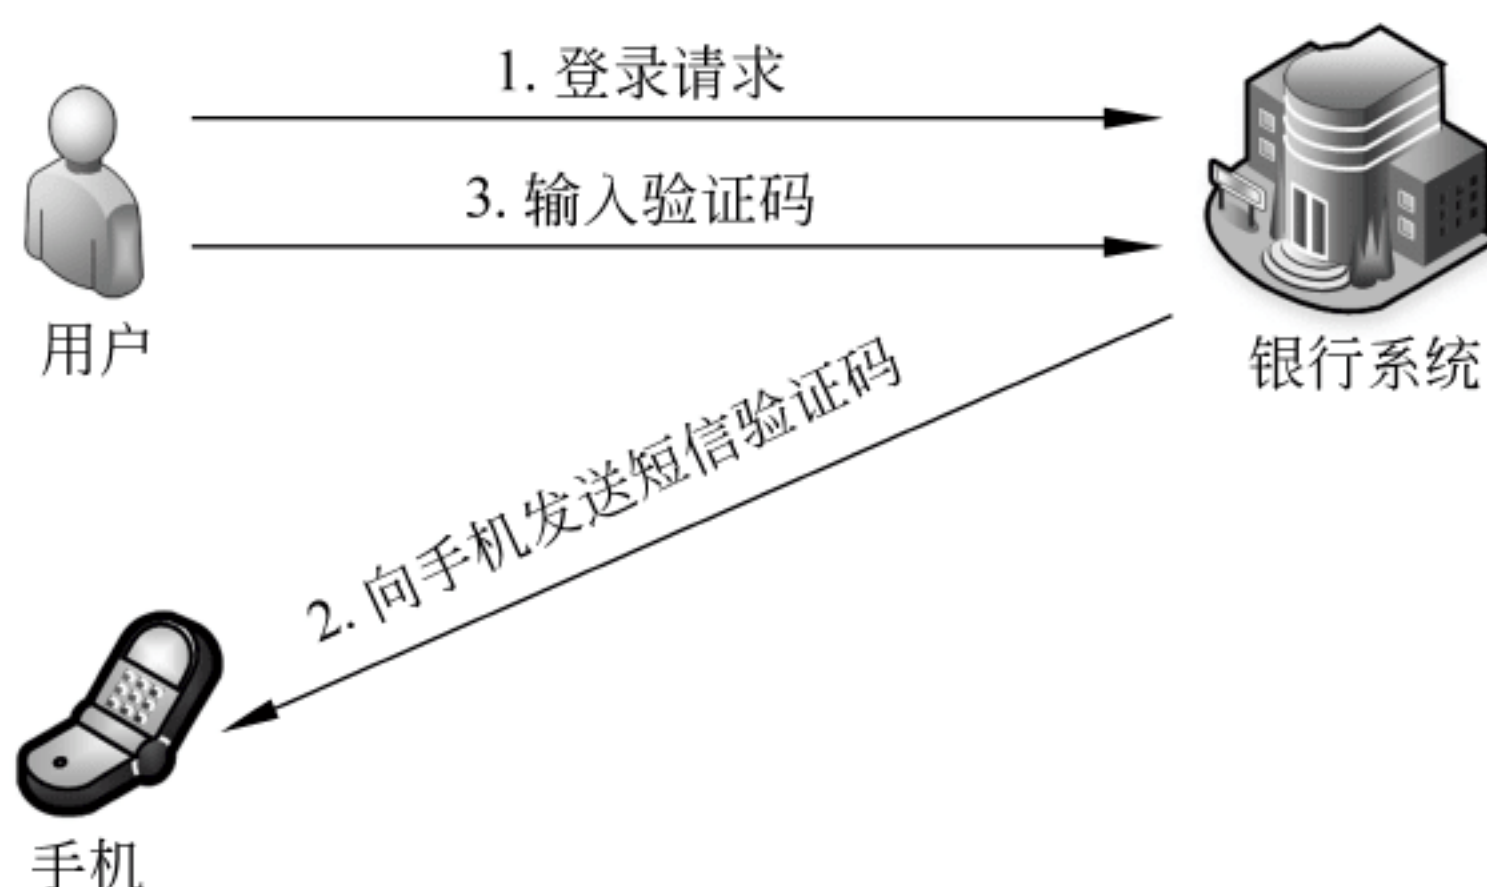 1. 登录请求
3. 输入验证码
用户
银行系统
2. 向手机发送短信验证码
手机